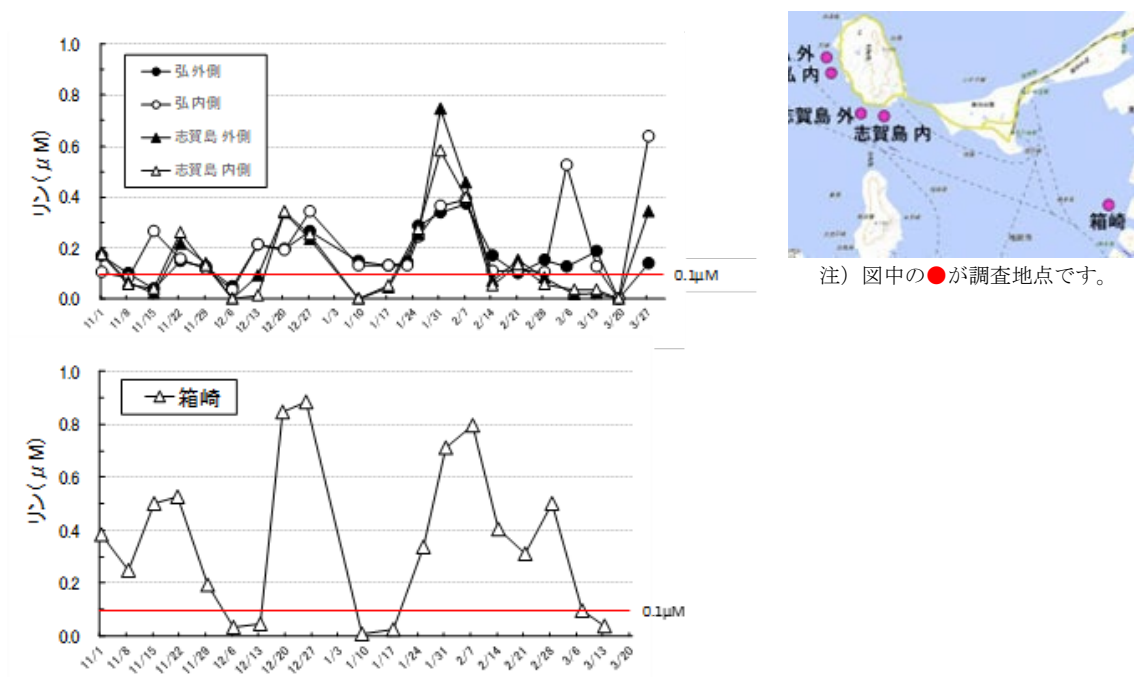 リン(μM)
1.0
0.8
0.6
0.4
0.2
0.0
弘外側
弘内側
志賀島 外側
志賀島 内側
0.1μM
11/1 11/8 11/15 11/22 11/29 12/6 12/13 12/20 12/27 1/3 1/10 1/17 1/24 1/31 2/7 2/14 2/21 2/28 3/6 3/13 3/20 3/27
外
内
志賀島 外
志賀島 内
箱崎
注）図中の●が調査地点です。
リン(μM)
1.0
0.8
0.6
0.4
0.2
0.0
箱崎
0.1μM
11/1 11/8 11/15 11/22 11/29 12/6 12/13 12/20 12/27 1/3 1/10 1/17 1/24 1/31 2/7 2/14 2/21 2/28 3/6 3/13 3/20